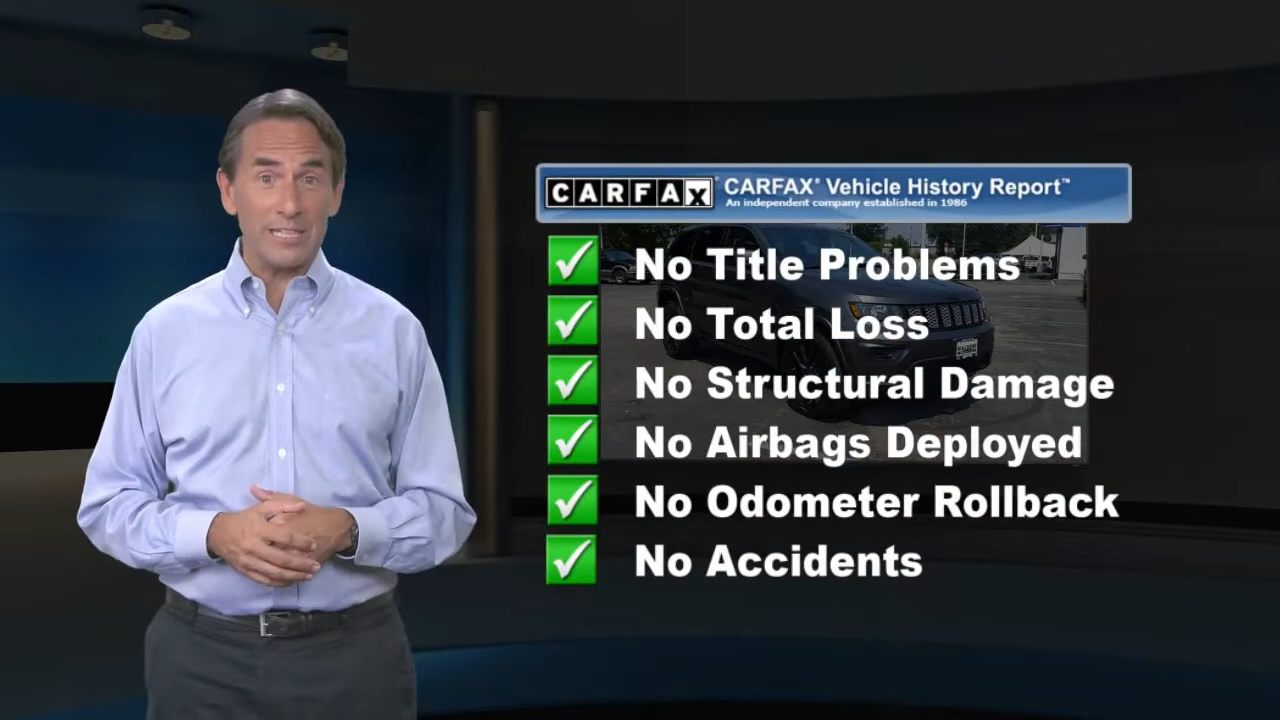 CARFAX
CARFAX® Vehicle History Report™
An independent company established in 1986
No Title Problems
No Total Loss
No Structural Damage
No Airbags Deployed
No Odometer Rollback
No Accidents